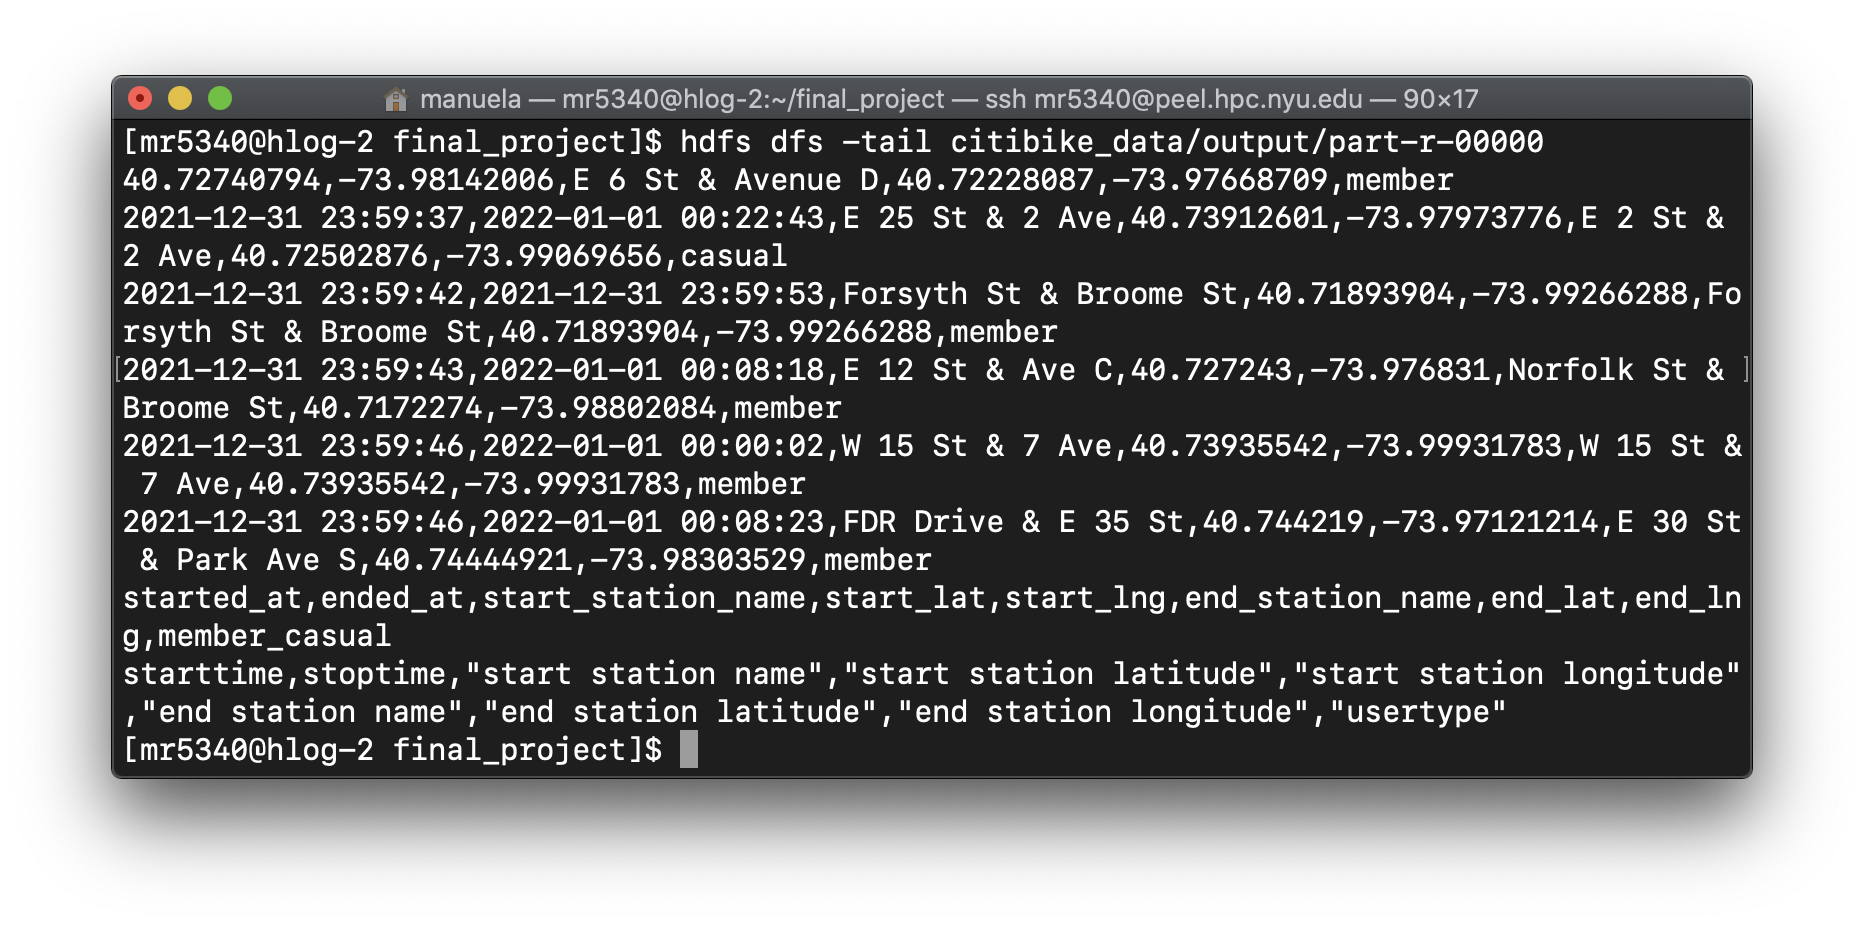 manuela — mr5340@hlog-2:~/final_project — ssh mr5340@peel.hpc.nyu.edu — 90×17
[mr5340@hlog-2 final_project]$ hdfs dfs -tail citibike_data/output/part-r-00000
40.72740794,-73.98142006,E 6 St & Avenue D,40.72228087,-73.97668709,member
2021-12-31 23:59:37,2022-01-01 00:22:43,E 25 St & 2 Ave,40.73912601,-73.97973776,E 2 St &
2 Ave,40.72502876,-73.99069656,casual
2021-12-31 23:59:42,2021-12-31 23:59:53,Forsyth St & Broome St,40.71893904,-73.99266288,Fo
rsyth St & Broome St,40.71893904,-73.99266288,member
[2021-12-31 23:59:43,2022-01-01 00:08:18,E 12 St & Ave C,40.727243,-73.976831,Norfolk St & ]
Broome St,40.7172274,-73.98802084,member
2021-12-31 23:59:46,2022-01-01 00:00:02,W 15 St & 7 Ave,40.73935542,-73.99931783,W 15 St &
 7 Ave,40.73935542,-73.99931783,member
2021-12-31 23:59:46,2022-01-01 00:08:23,FDR Drive & E 35 St,40.744219,-73.97121214,E 30 St
 & Park Ave S,40.74444921,-73.98303529,member
started_at,ended_at,start_station_name,start_lat,start_lng,end_station_name,end_lat,end_ln
g,member_casual
starttime,stoptime,"start station name","start station latitude","start station longitude"
,"end station name","end station latitude","end station longitude","usertype"
[mr5340@hlog-2 final_project]$